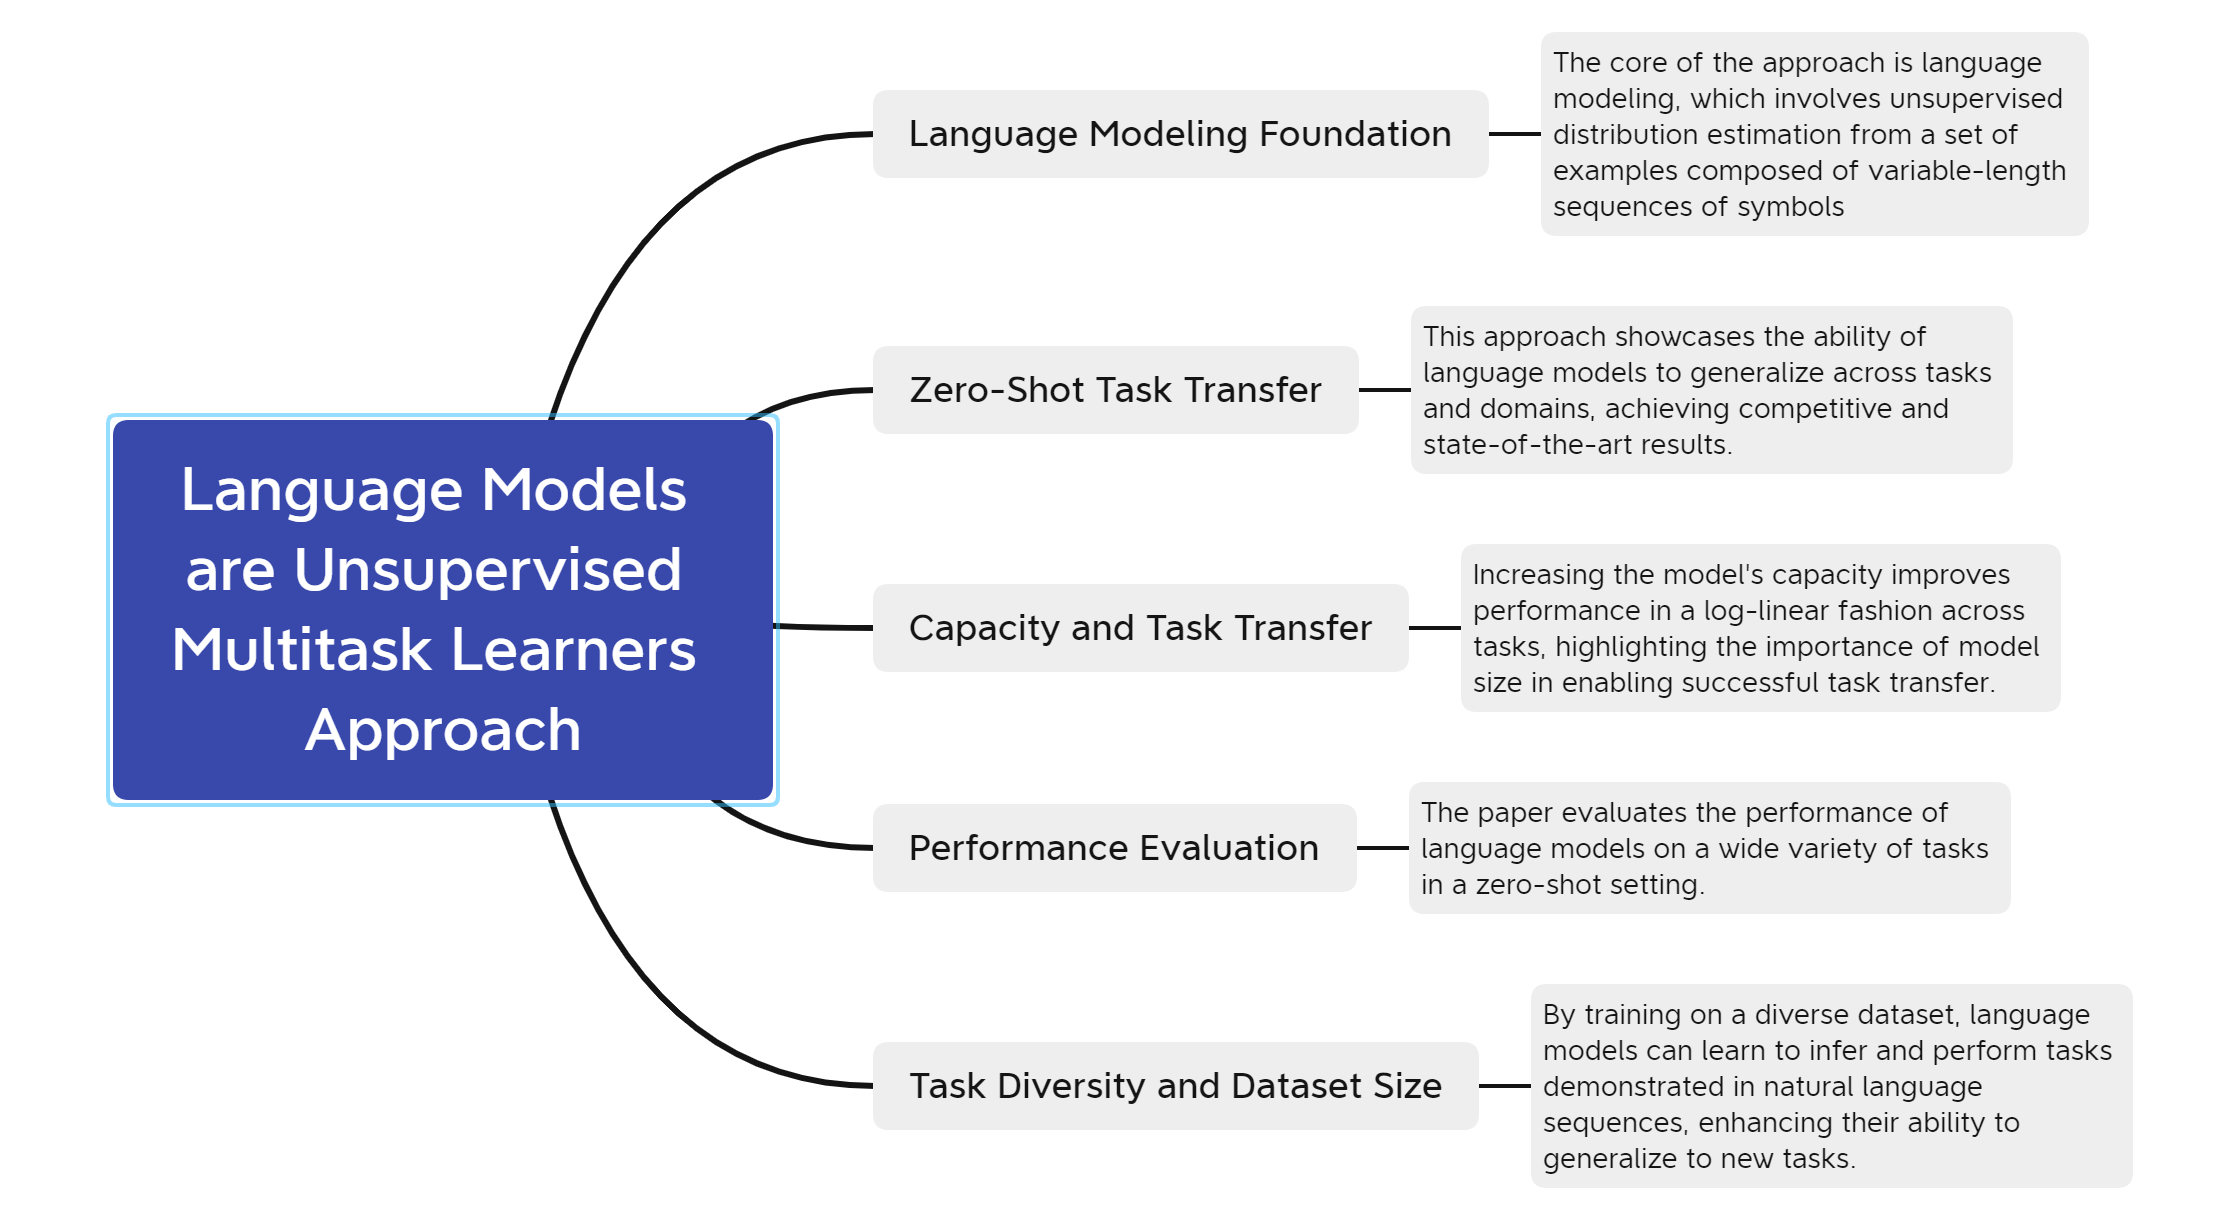 Language Models
are Unsupervised
Multitask Learners
Approach
Language Modeling Foundation
The core of the approach is language
modeling, which involves unsupervised
distribution estimation from a set of
examples composed of variable-length
sequences of symbols
Zero-Shot Task Transfer
This approach showcases the ability of
language models to generalize across tasks
and domains, achieving competitive and
state-of-the-art results.
Capacity and Task Transfer
Increasing the model's capacity improves
performance in a log-linear fashion across
tasks, highlighting the importance of model
size in enabling successful task transfer.
Performance Evaluation
The paper evaluates the performance of
language models on a wide variety of tasks
in a zero-shot setting.
Task Diversity and Dataset Size
By training on a diverse dataset, language
models can learn to infer and perform tasks
demonstrated in natural language
sequences, enhancing their ability to
generalize to new tasks.